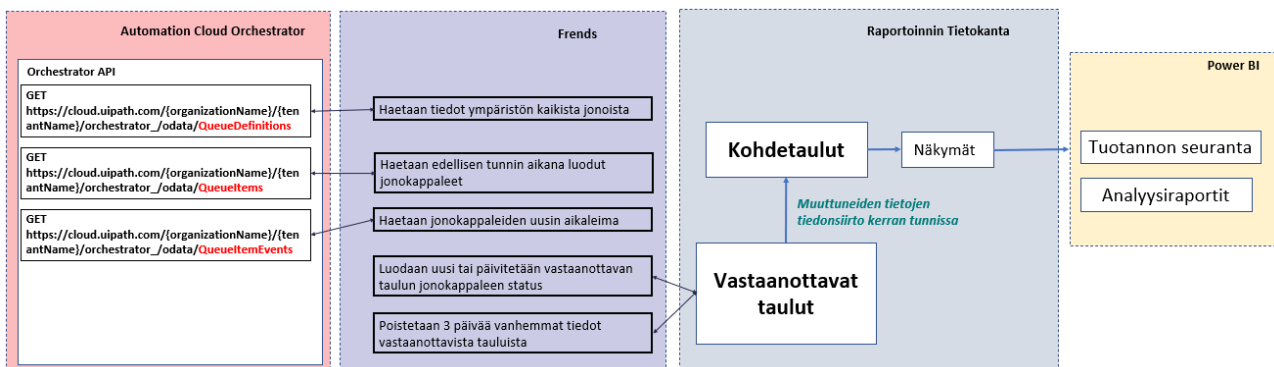 Automation Cloud Orchestrator
Orchestrator API
GET
https://cloud.uipath.com/{organizationName}/{ten
antName}/orchestrator_/odata/QueueDefinitions
GET
https://cloud.uipath.com/{organizationName}/{ten
antName}/orchestrator_/odata/QueueItems
GET
https://cloud.uipath.com/{organizationName}/{ten
antName}/orchestrator_/odata/QueueItemEvents
Frends
Haetaan tiedot ympäristön kaikista jonoista
Haetaan edellisen tunnin aikana luodut
jonokappaleet
Haetaan jonokappaleiden uusin aikaleima
Luodaan uusi tai päivitetään vastaanottavan
taulun jonokappaleen status
Poistetaan 3 päivää vanhemmat tiedot
vastaanottavista tauluista
Raportoinnin Tietokanta
Kohdetaulut
Näkymät
Muuttuneiden tietojen
tiedonsiirto kerran tunnissa
Vastaanottavat
taulut
Power BI
Tuotannon seuranta
Analyysiraportit